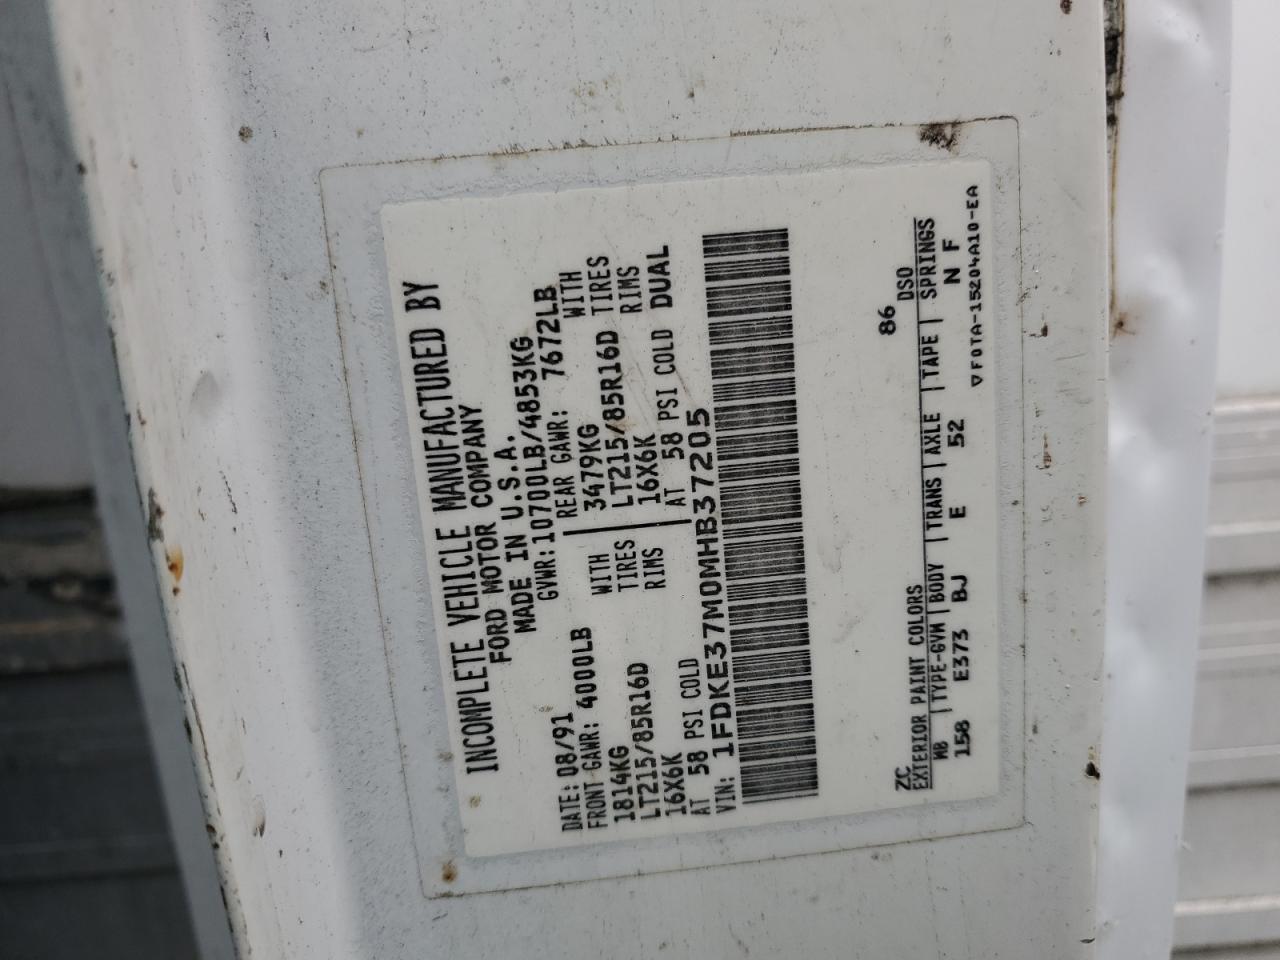 INCOMPLETE VEHICLE MANUFACTURED BY
FORD MOTOR COMPANY
MADE IN U.S.A.
DATE: 08/91 GVWR: 10700LB/4853KG
FRONT GAWR: 4000LB REAR GAWR: 7672LB
1814KG WITH 3479KG WITH
LT215/85R16D TIRES LT215/85R16D TIRES
16X6K RIMS 16X6K RIMS
AT 58 PSI COLD AT 58 PSI COLD DUAL
VIN: 1FDKE37M0MHB37205
86
ZC DSO
EXTERIOR PAINT COLORS
WB TYPE-GVM BODY TRANS AXLE TAPE SPRINGS
158 E373 BJ E 52 N F
▽F0TA-15204A10-EA